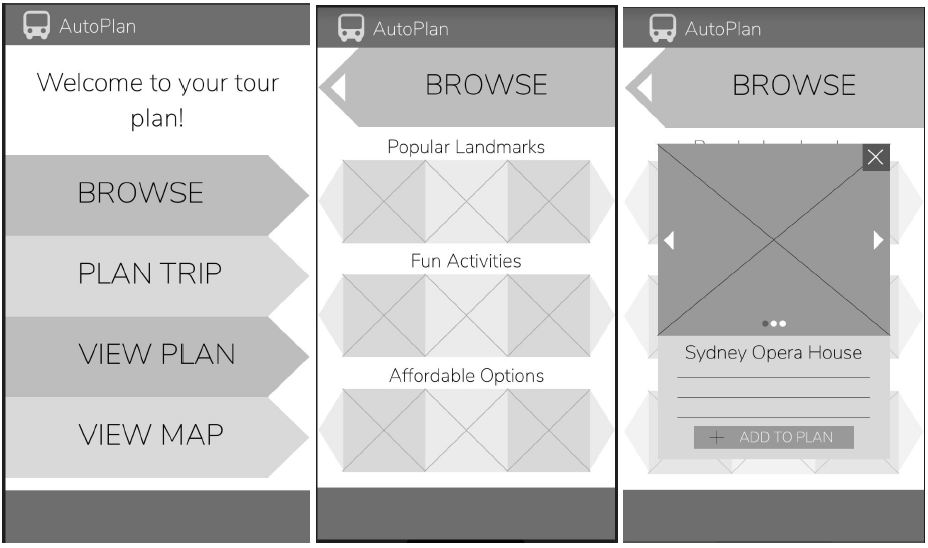 AutoPlan
Welcome to your tour
plan!
BROWSE
PLAN TRIP
VIEW PLAN
VIEW MAP
AutoPlan
BROWSE
Popular Landmarks
Fun Activities
Affordable Options
AutoPlan
BROWSE
Sydney Opera House
ADD TO PLAN